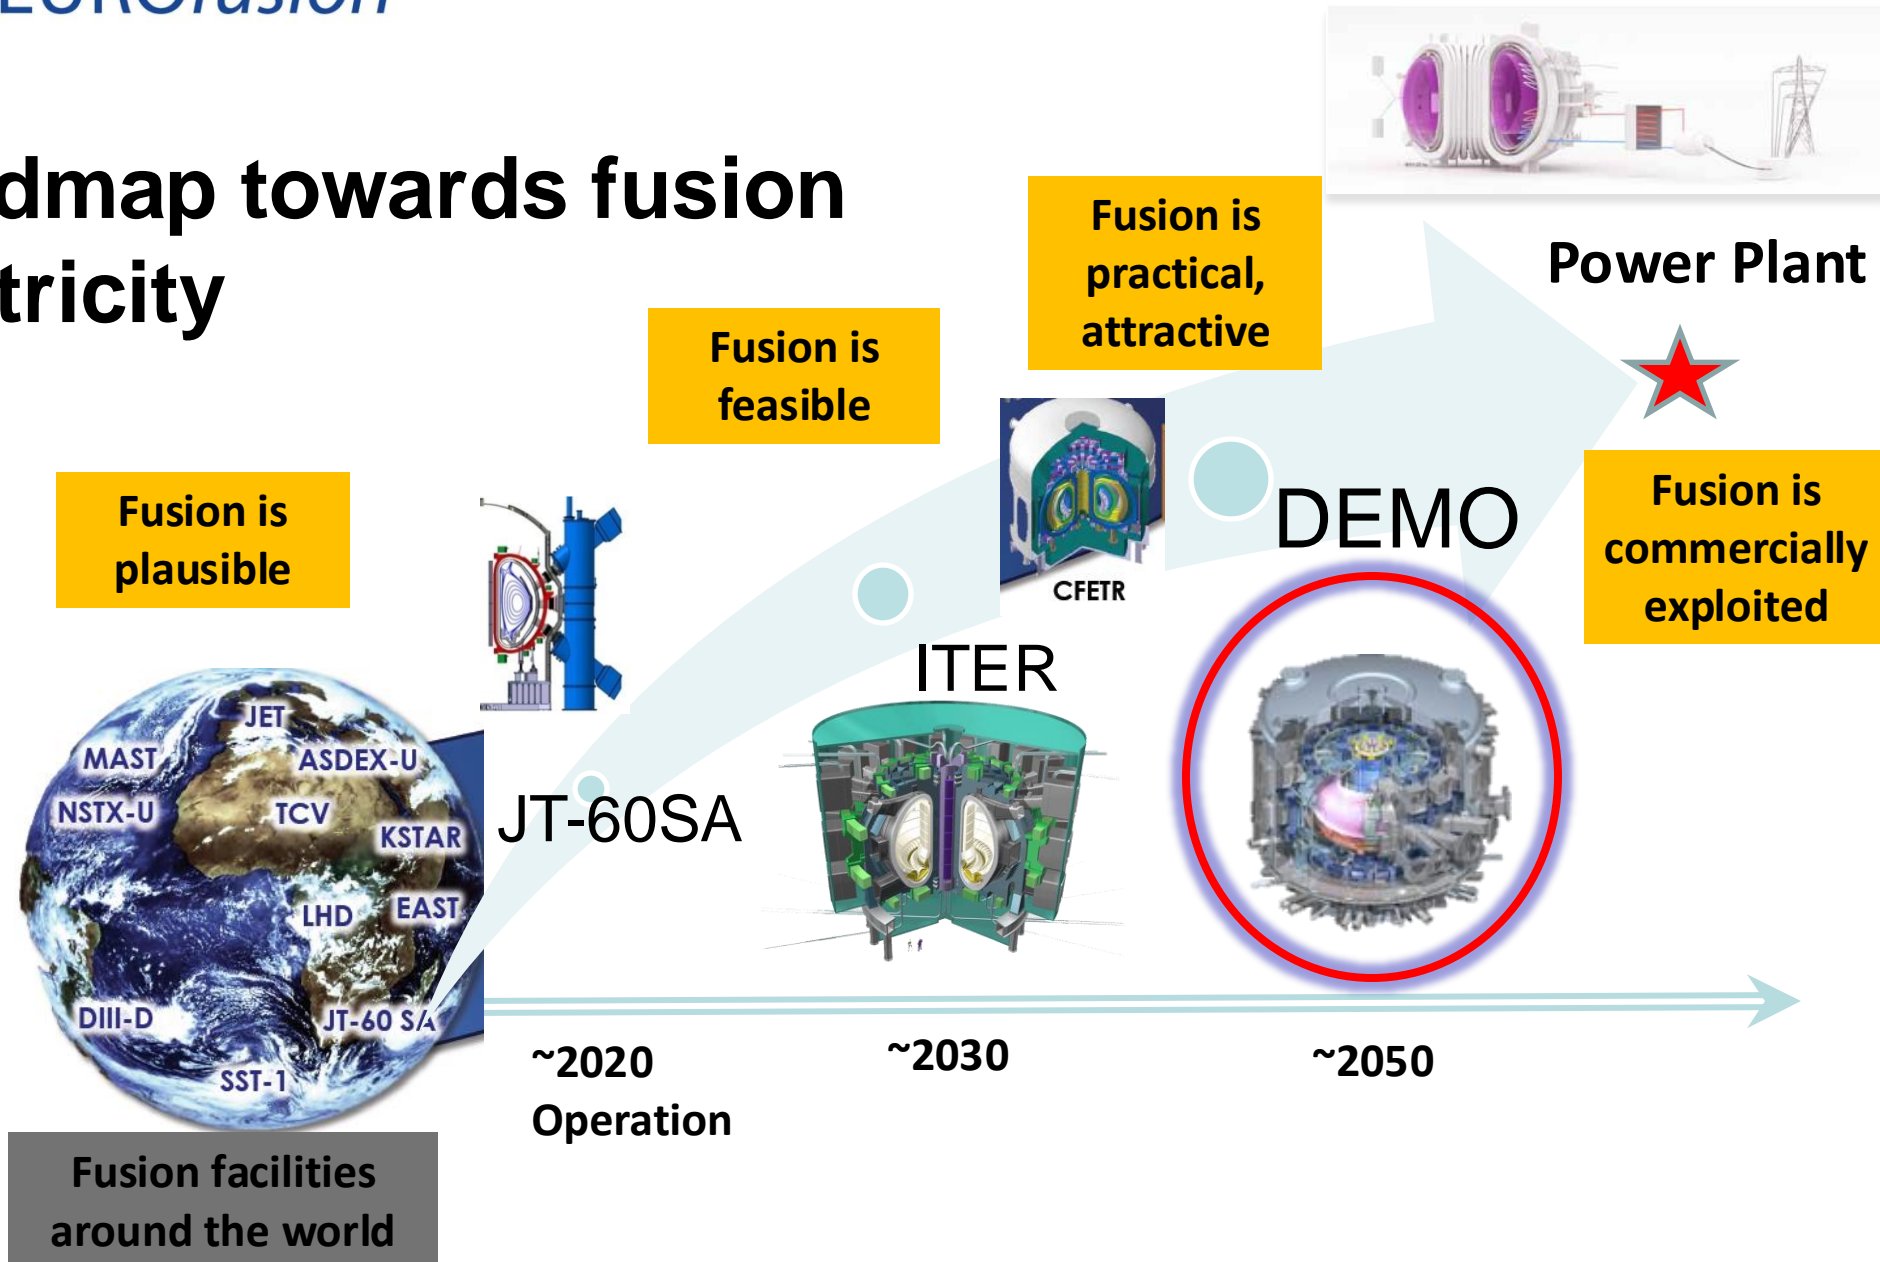 EUROfusion
dmap towards fusion
tricity
Fusion is
practical,
attractive
Power Plant
Fusion is
feasible
Fusion is
plausible
CFETR
DEMO
Fusion is
commercially
exploited
ITER
JT-60SA
JET
MAST
ASDEX-U
NSTX-U
TCV
KSTAR
LHD
EAST
DIII-D
JT-60 SA
SST-1
~2020
Operation
~2030
~2050
Fusion facilities
around the world